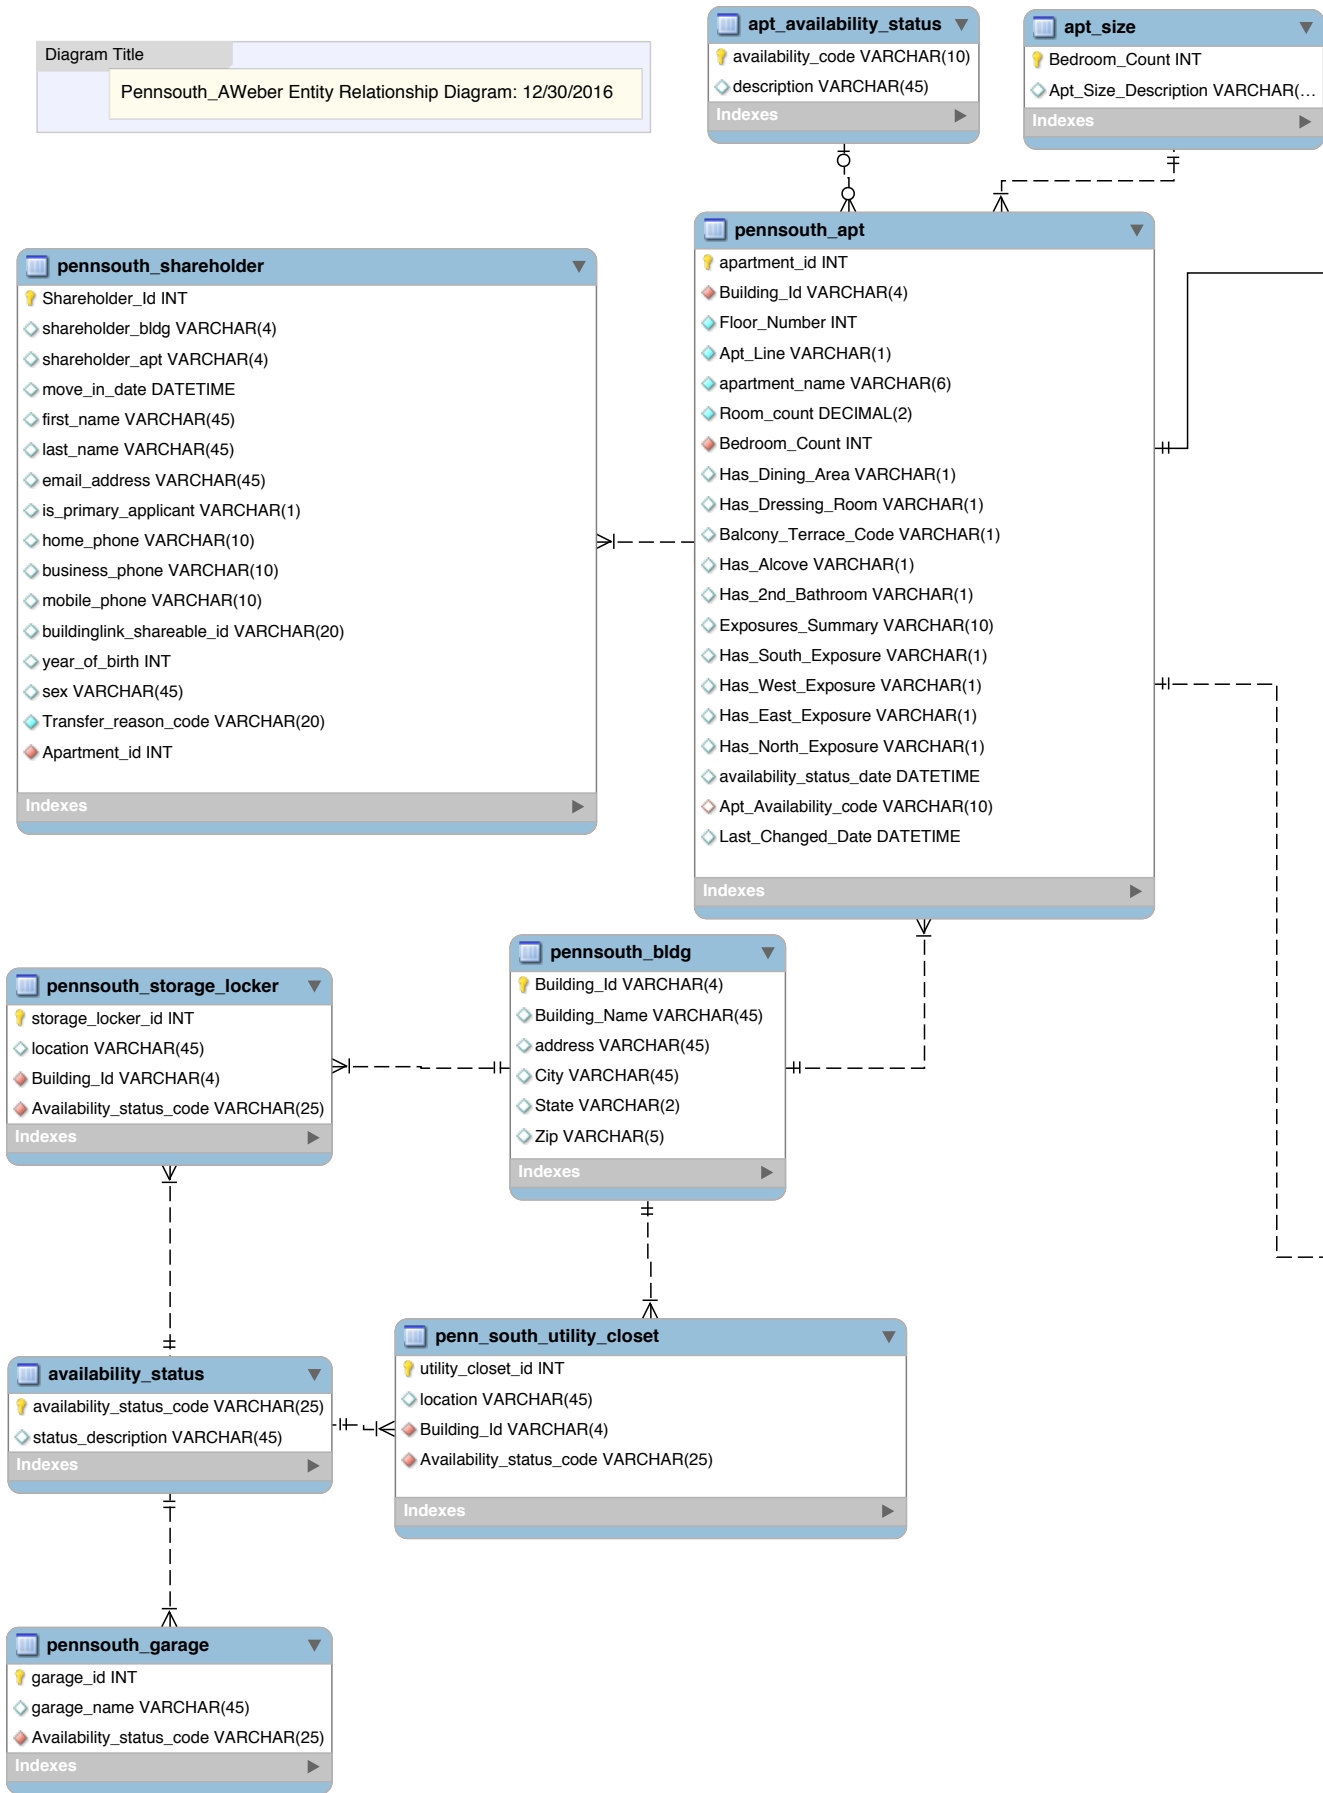 Diagram Title
Pennsouth_AWeber Entity Relationship Diagram: 12/30/2016
apt_availability_status
availability_code VARCHAR(10)
description VARCHAR(45)
Indexes
apt_size
Bedroom_Count INT
Apt_Size_Description VARCHAR(...
Indexes
pennsouth_shareholder
Shareholder_Id INT
shareholder_bldg VARCHAR(4)
shareholder_apt VARCHAR(4)
move_in_date DATETIME
first_name VARCHAR(45)
last_name VARCHAR(45)
email_address VARCHAR(45)
is_primary_applicant VARCHAR(1)
home_phone VARCHAR(10)
business_phone VARCHAR(10)
mobile_phone VARCHAR(10)
buildinglink_shareable_id VARCHAR(20)
year_of_birth INT
sex VARCHAR(45)
Transfer_reason_code VARCHAR(20)
Apartment_id INT
Indexes
pennsouth_apt
apartment_id INT
Building_Id VARCHAR(4)
Floor_Number INT
Apt_Line VARCHAR(1)
apartment_name VARCHAR(6)
Room_count DECIMAL(2)
Bedroom_Count INT
Has_Dining_Area VARCHAR(1)
Has_Dressing_Room VARCHAR(1)
Balcony_Terrace_Code VARCHAR(1)
Has_Alcove VARCHAR(1)
Has_2nd_Bathroom VARCHAR(1)
Exposures_Summary VARCHAR(10)
Has_South_Exposure VARCHAR(1)
Has_West_Exposure VARCHAR(1)
Has_East_Exposure VARCHAR(1)
Has_North_Exposure VARCHAR(1)
availability_status_date DATETIME
Apt_Availability_code VARCHAR(10)
Last_Changed_Date DATETIME
Indexes
pennsouth_storage_locker
storage_locker_id INT
location VARCHAR(45)
Building_Id VARCHAR(4)
Availability_status_code VARCHAR(25)
Indexes
pennsouth_bldg
Building_Id VARCHAR(4)
Building_Name VARCHAR(45)
address VARCHAR(45)
City VARCHAR(45)
State VARCHAR(2)
Zip VARCHAR(5)
Indexes
availability_status
availability_status_code VARCHAR(25)
status_description VARCHAR(45)
Indexes
penn_south_utility_closet
utility_closet_id INT
location VARCHAR(45)
Building_Id VARCHAR(4)
Availability_status_code VARCHAR(25)
Indexes
pennsouth_garage
garage_id INT
garage_name VARCHAR(45)
Availability_status_code VARCHAR(25)
Indexes